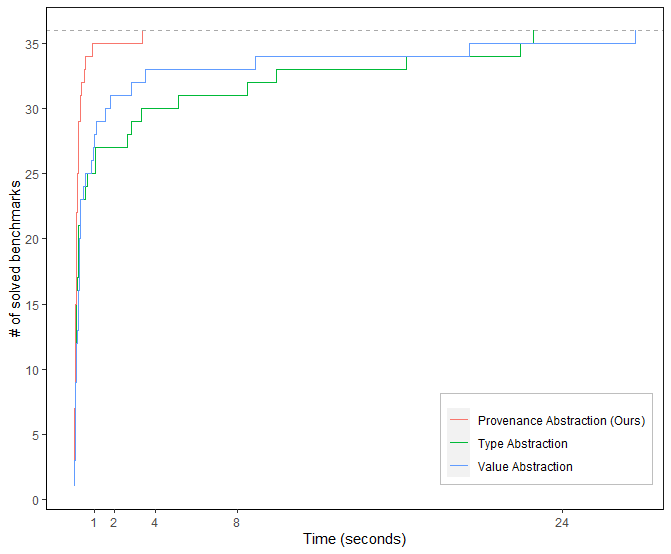 # of solved benchmarks
35
30
25
20
15
10
5
0
1 2 4 8 24
Time (seconds)
Provenance Abstraction (Ours)
Type Abstraction
Value Abstraction